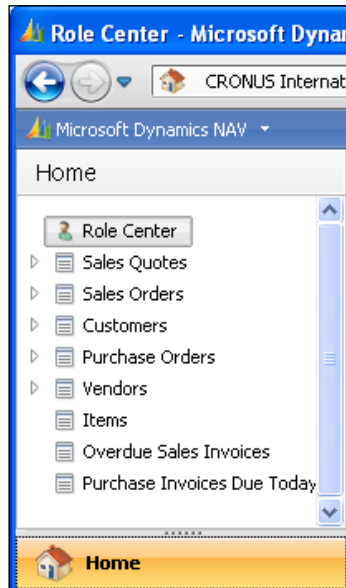 Role Center - Microsoft Dynar
CRONUS Internat
Microsoft Dynamics NAV
Home
Role Center
Sales Quotes
Sales Orders
Customers
Purchase Orders
Vendors
Items
Overdue Sales Invoices
Purchase Invoices Due Today
Home